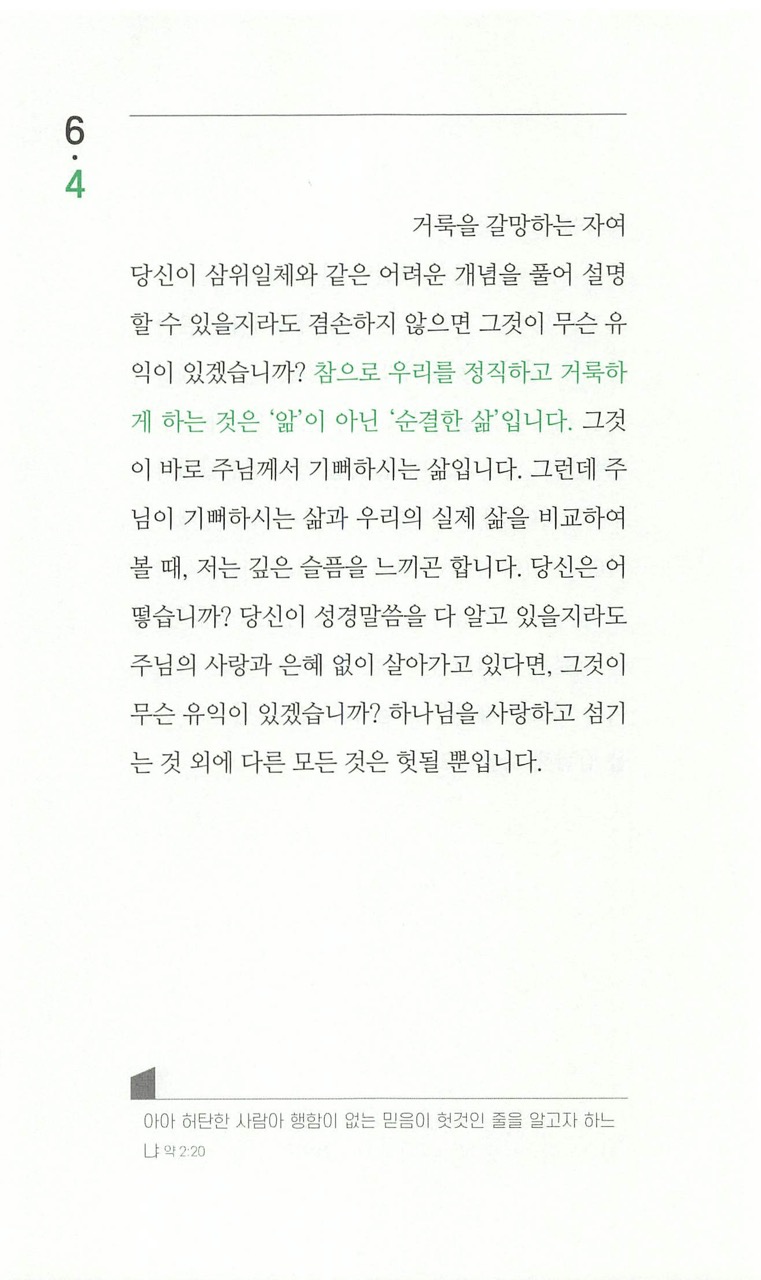 6
·
4
거룩을 갈망하는 자여
당신이 삼위일체와 같은 어려운 개념을 풀어 설명
할 수 있을지라도 겸손하지 않으면 그것이 무슨 유
익이 있겠습니까? 참으로 우리를 정직하고 거룩하
게 하는 것은 ‘앎’이 아닌 ‘순결한 삶’입니다. 그것
이 바로 주님께서 기뻐하시는 삶입니다. 그런데 주
님이 기뻐하시는 삶과 우리의 실제 삶을 비교하여
볼 때, 저는 깊은 슬픔을 느끼곤 합니다. 당신은 어
떻습니까? 당신이 성경말씀을 다 알고 있을지라도
주님의 사랑과 은혜 없이 살아가고 있다면, 그것이
무슨 유익이 있겠습니까? 하나님을 사랑하고 섬기
는 것 외에 다른 모든 것은 헛될 뿐입니다.
아아 허탄한 사람아 행함이 없는 믿음이 헛것인 줄을 알고자 하느
냐 약 2:20